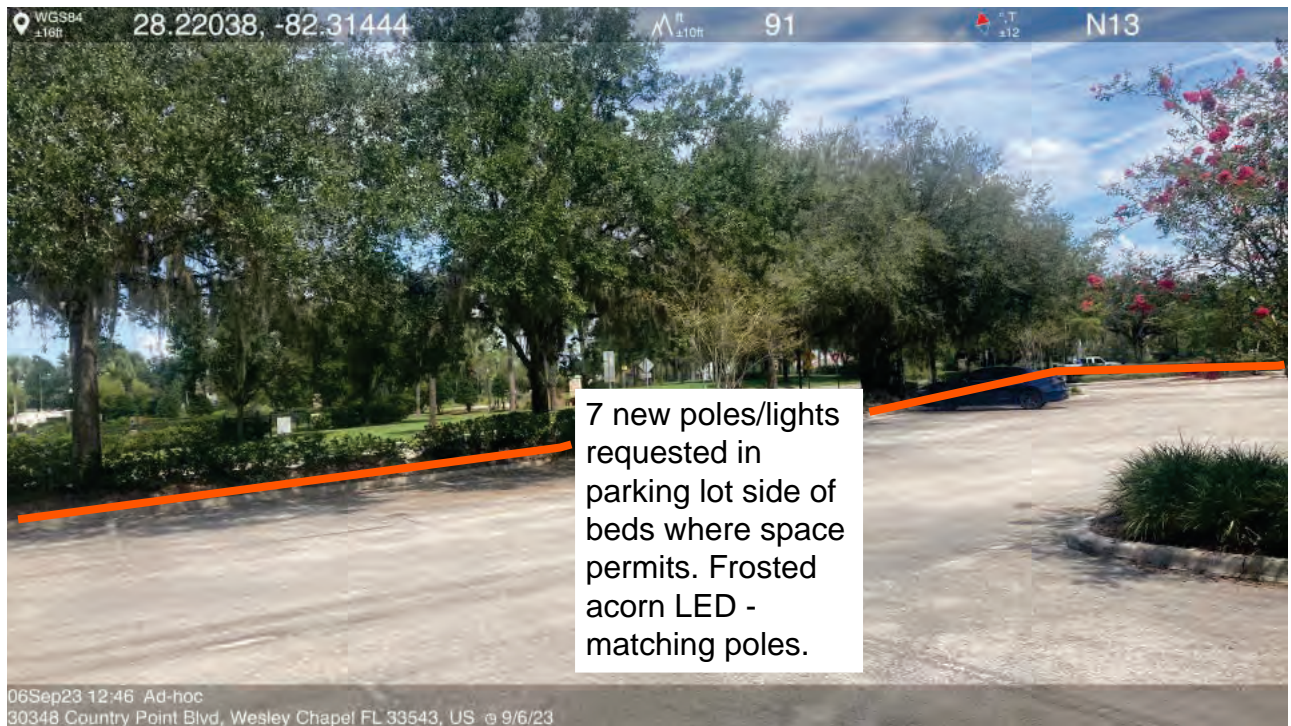 WGS84
±16ft
28.22038, -82.31444
ft
±10ft
91
°,T
±12
N13
7 new poles/lights
requested in
parking lot side of
beds where space
permits. Frosted
acorn LED -
matching poles.
06Sep23 12:46 Ad-hoc
30348 Country Point Blvd, Wesley Chapel FL 33543, US 9/6/23